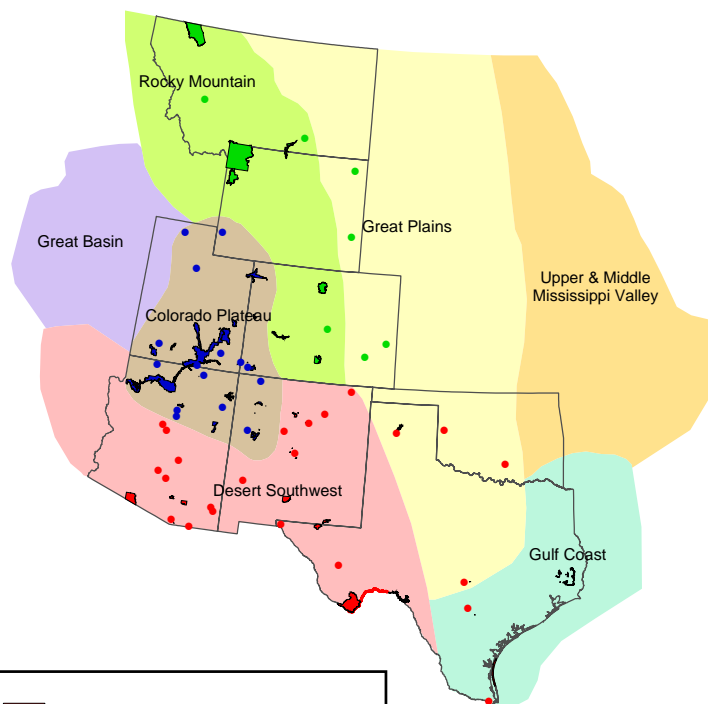 Rocky Mountain
Great Plains
Great Basin
Upper & Middle
Mississippi Valley
Colorado Plateau
Desert Southwest
Gulf Coast